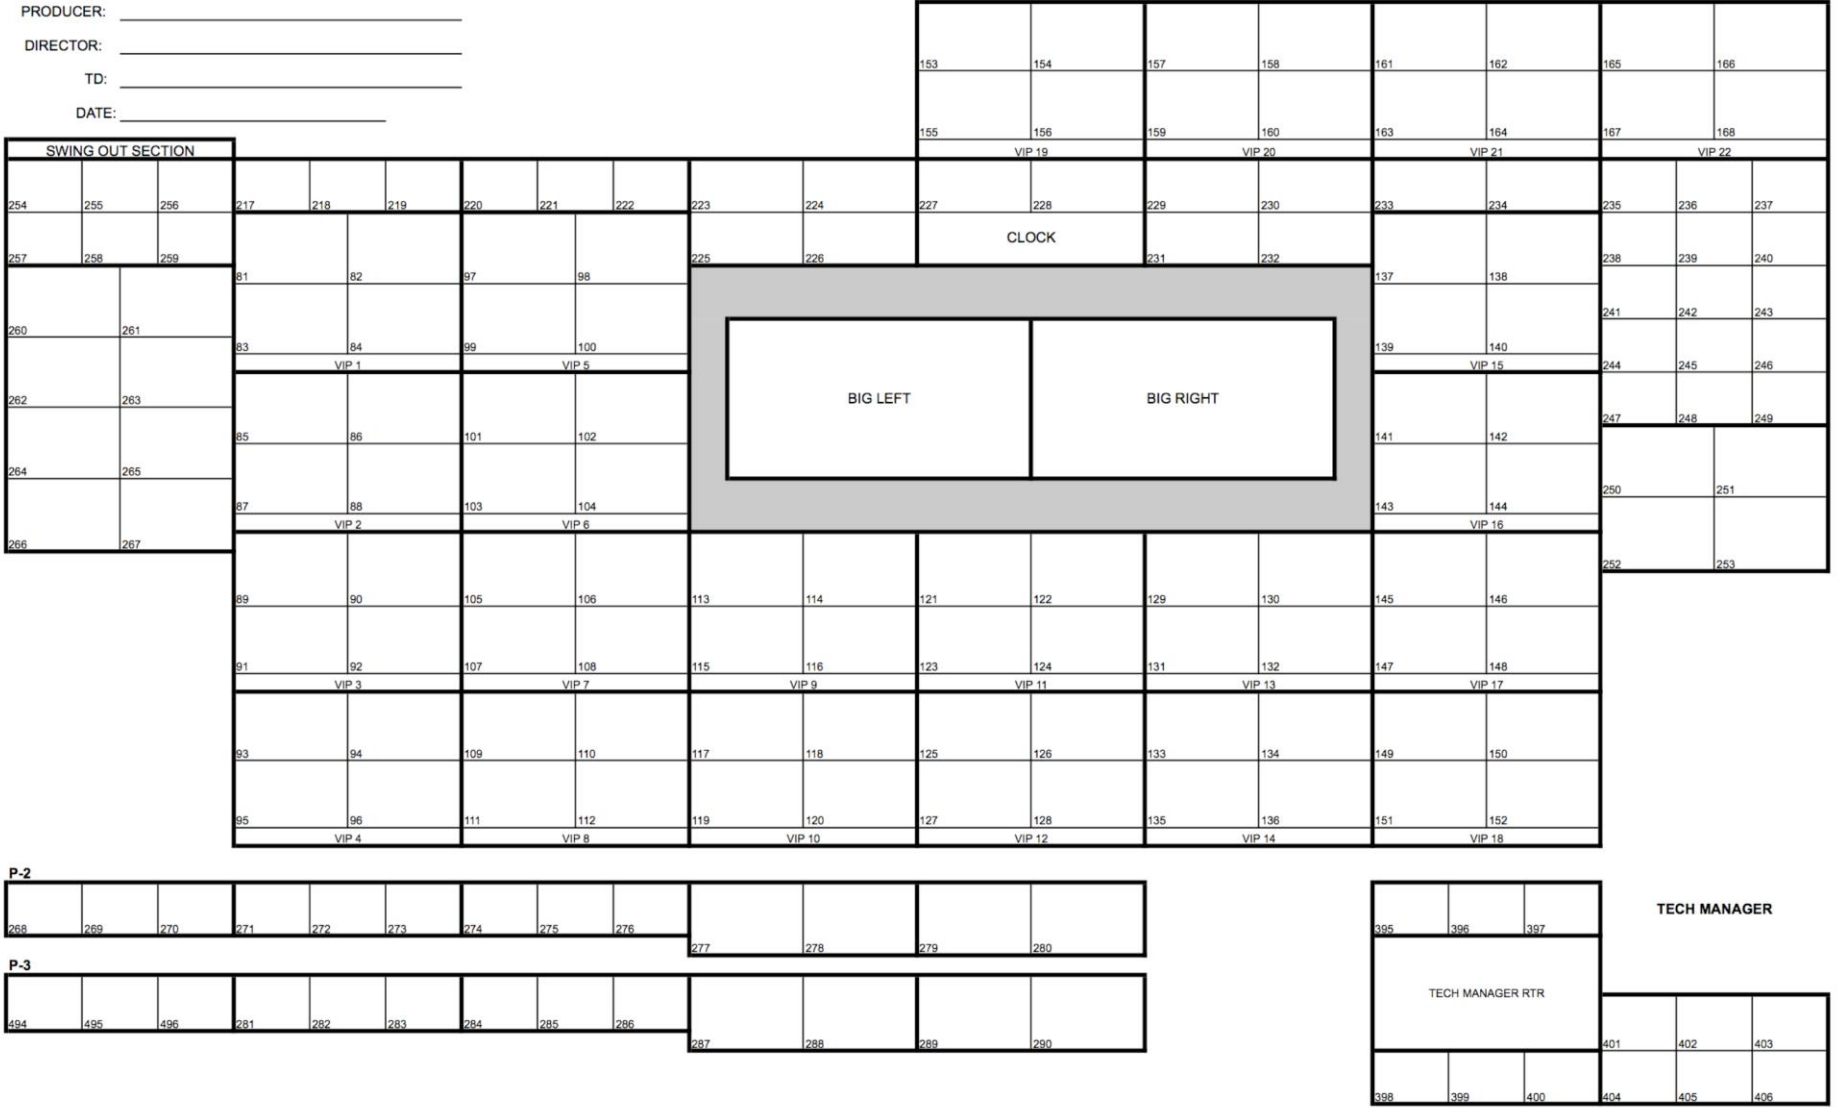 PRODUCER:
DIRECTOR:
TD:
DATE:
153 154 157 158 161 162 165 166
155 156 159 160 163 164 167 168
VIP 19 VIP 20 VIP 21 VIP 22
SWING OUT SECTION
254 255 256 217 218 219 220 221 222 223 224 227 228 229 230 233 234 235 236 237
CLOCK
257 258 259 225 226 231 232 238 239 240
81 82 97 98 137 138
241 242 243
260 261
83 84 99 100 139 140
VIP 1 VIP 5 VIP 15 244 245 246
262 263 BIG LEFT BIG RIGHT
247 248 249
85 86 101 102 141 142
264 265
250 251
87 88 103 104 143 144
VIP 2 VIP 6 VIP 16
266 267
252 253
89 90 105 106 113 114 121 122 129 130 145 146
91 92 107 108 115 116 123 124 131 132 147 148
VIP 3 VIP 7 VIP 9 VIP 11 VIP 13 VIP 17
93 94 109 110 117 118 125 126 133 134 149 150
95 96 111 112 119 120 127 128 135 136 151 152
VIP 4 VIP 8 VIP 10 VIP 12 VIP 14 VIP 18
P-2
TECH MANAGER
268 269 270 271 272 273 274 275 276 395 396 397
277 278 279 280
P-3
TECH MANAGER RTR
494 495 496 281 282 283 284 285 286
287 288 289 290 401 402 403
398 399 400 404 405 406